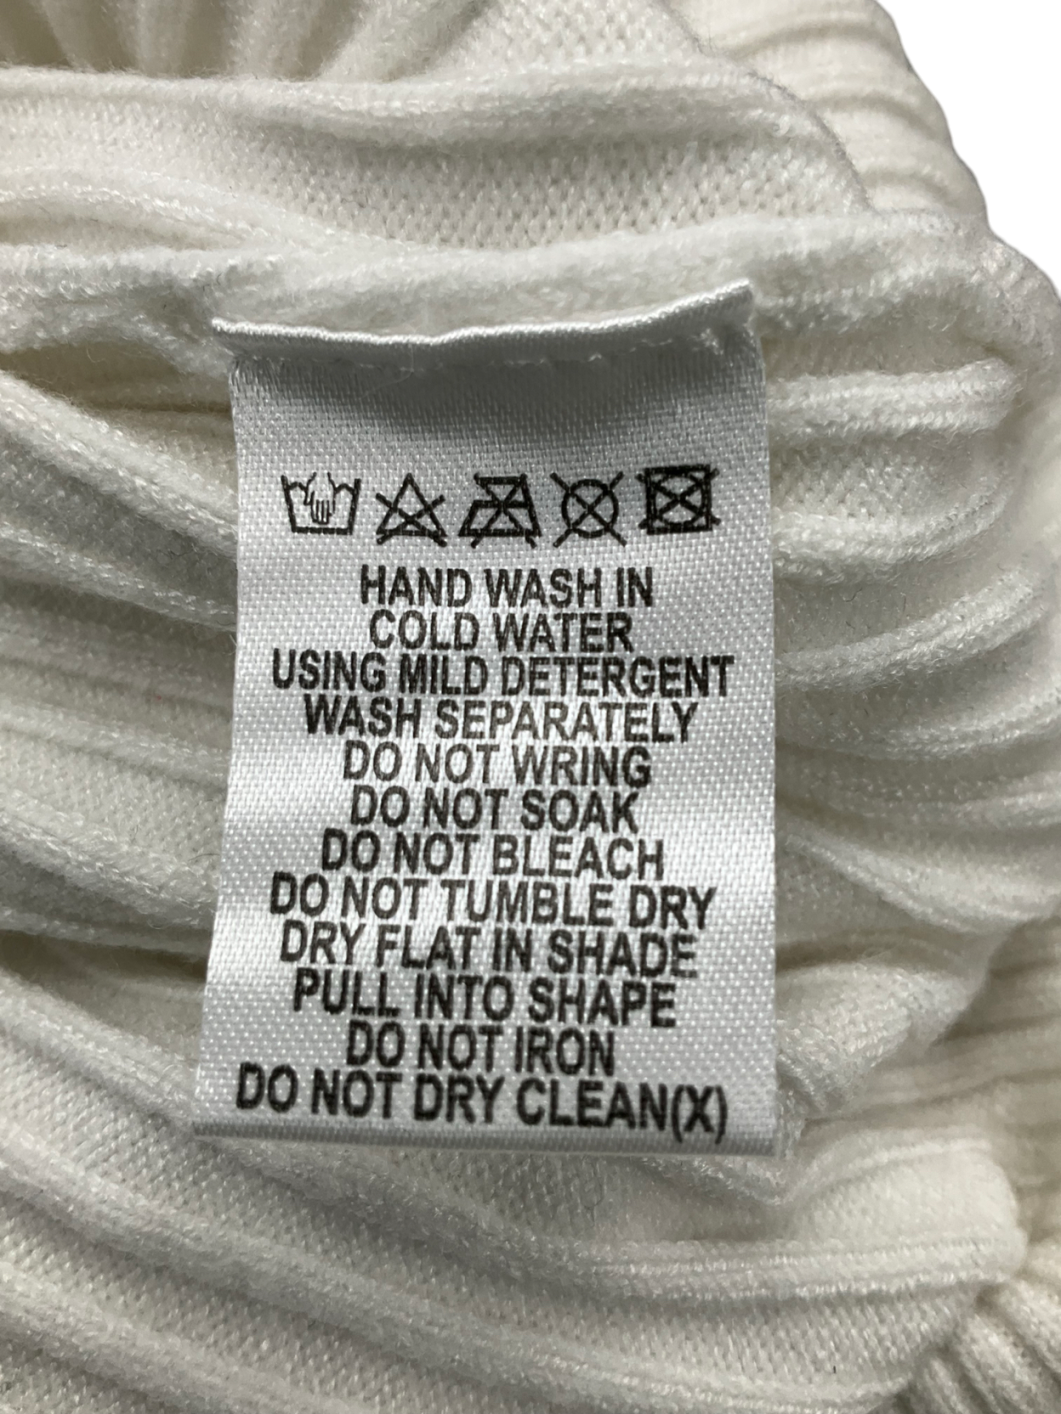 HAND WASH IN
COLD WATER
USING MILD DETERGENT
WASH SEPARATELY
DO NOT WRING
DO NOT SOAK
DO NOT BLEACH
DO NOT TUMBLE DRY
DRY FLAT IN SHADE
PULL INTO SHAPE
DO NOT IRON
DO NOT DRY CLEAN(X)